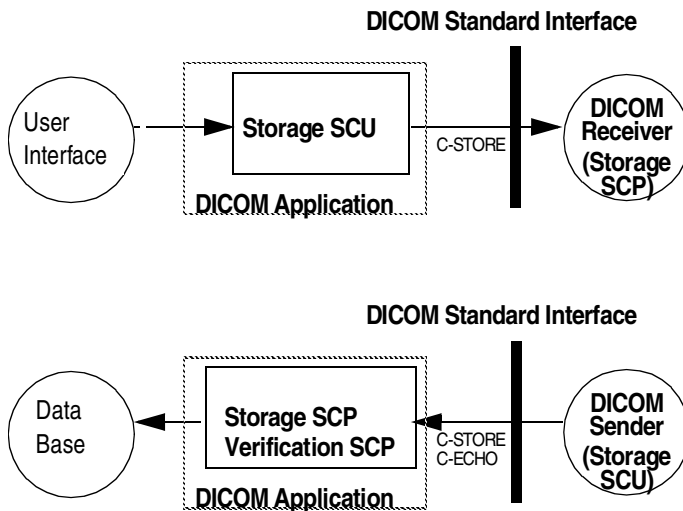 DICOM Standard Interface
User
Interface
Storage SCU
C-STORE
DICOM
Receiver
(Storage
SCP)
DICOM Application
DICOM Standard Interface
Data
Base
Storage SCP
Verification SCP
C-STORE
C-ECHO
DICOM
Sender
(Storage
SCU)
DICOM Application